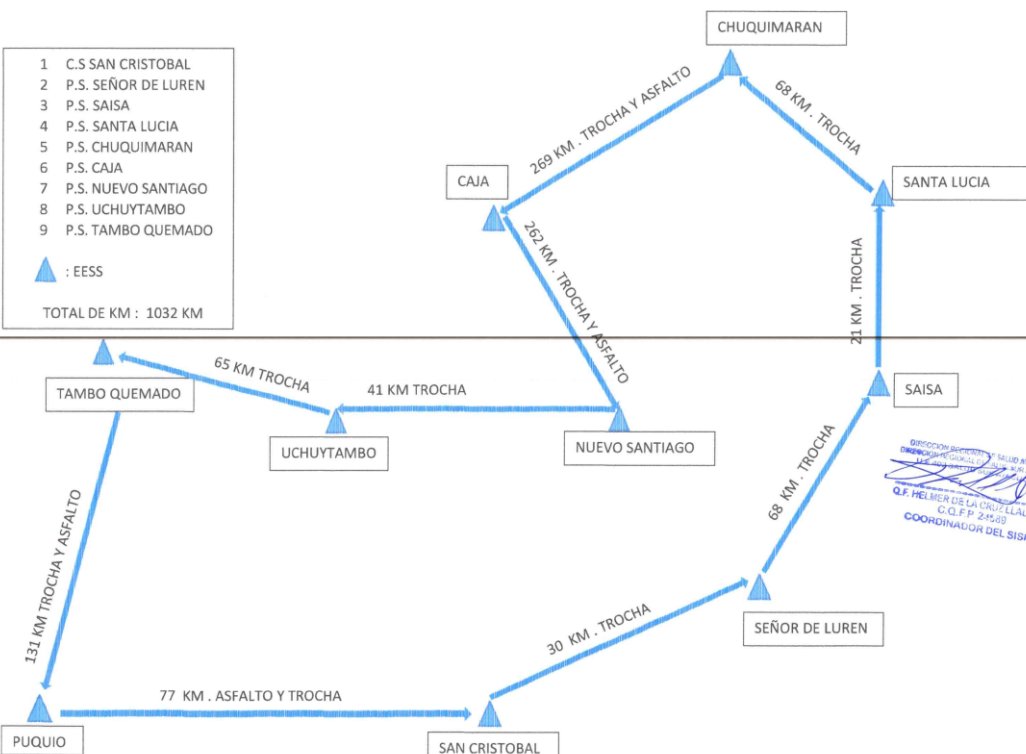 CHUQUIMARAN
1 C.S SAN CRISTOBAL
2 P.S. SEÑOR DE LUREN
3 P.S. SAISA
4 P.S. SANTA LUCIA
5 P.S. CHUQUIMARAN
6 P.S. CAJA
7 P.S. NUEVO SANTIAGO
8 P.S. UCHUYTAMBO
9 P.S. TAMBO QUEMADO
: EESS
TOTAL DE KM : 1032 KM
269 KM . TROCHA Y ASFALTO
68 KM . TROCHA
CAJA
SANTA LUCIA
262 KM . TROCHA Y ASFALTO
21 KM . TROCHA
65 KM TROCHA
41 KM TROCHA
TAMBO QUEMADO
SAISA
UCHUYTAMBO
NUEVO SANTIAGO
68 KM . TROCHA
DIRECCION REGIONAL DE SALUD
Q.F. HELMER DE LA CRUZ
C.Q.F.P.
COORDINADOR DEL
131 KM TROCHA Y ASFALTO
30 KM . TROCHA
SEÑOR DE LUREN
77 KM . ASFALTO Y TROCHA
PUQUIO
SAN CRISTOBAL